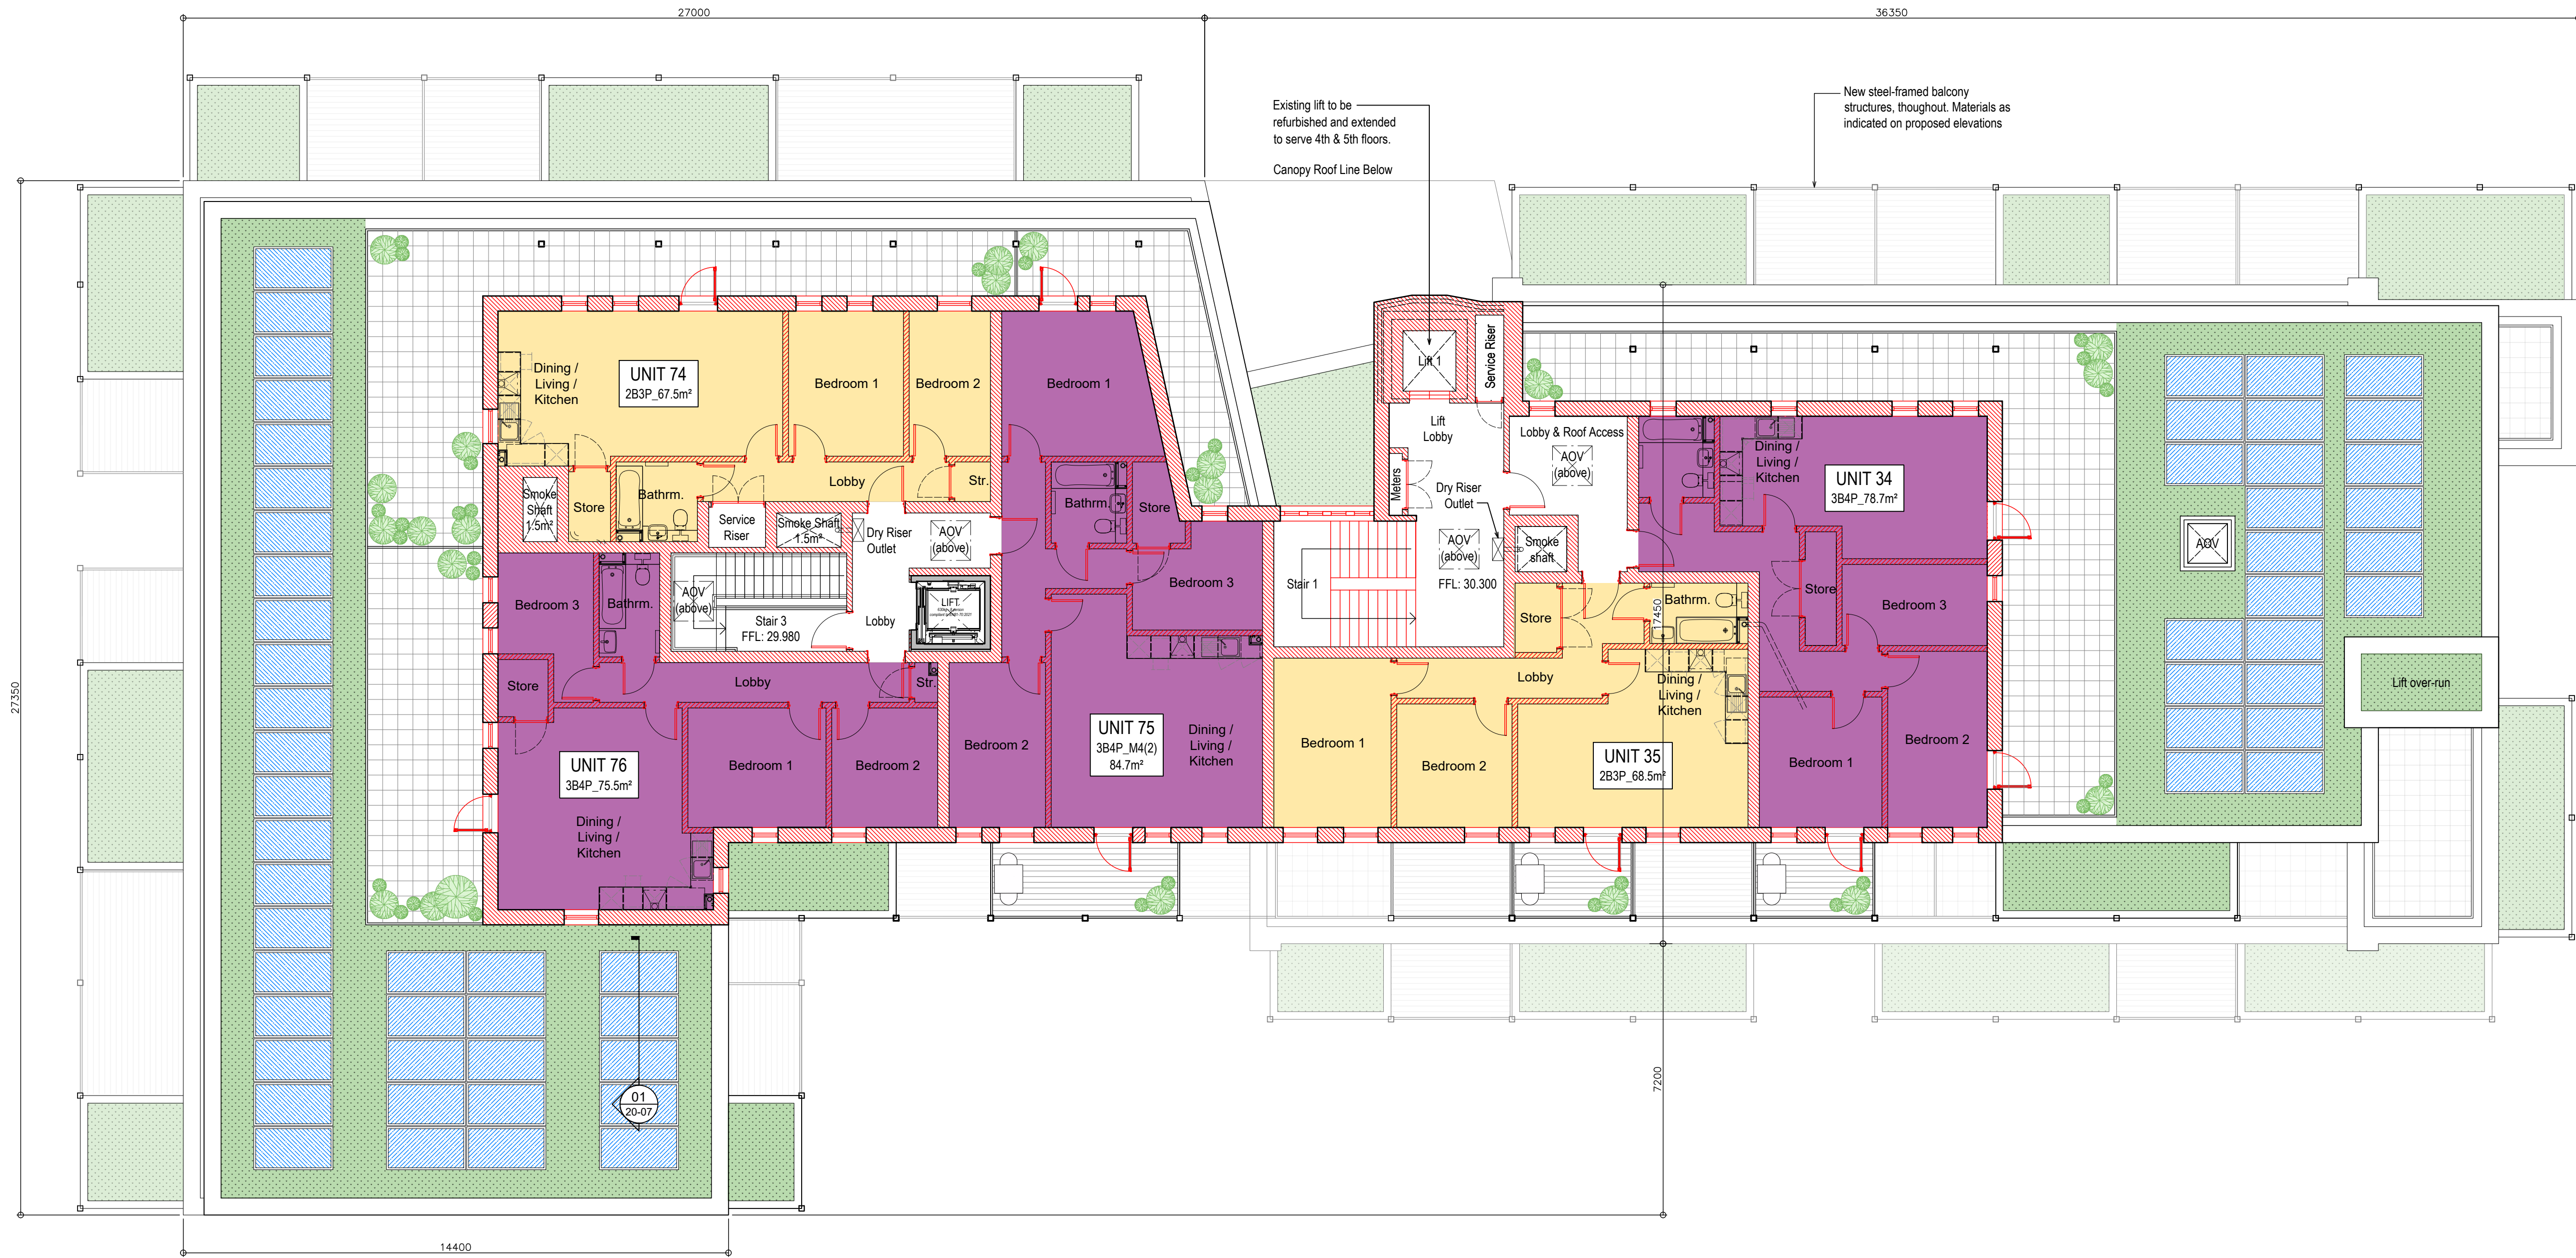 27000
36350
Existing lift to be
refurbished and extended
to serve 4th & 5th floors.
Canopy Roof Line Below
New steel-framed balcony
structures, thoughout. Materials as
indicated on proposed elevations
27350
Dining /
Living /
Kitchen
UNIT 74
2B3P_67.5m²
Bedroom 1
Bedroom 2
Bedroom 1
Smoke
Shaft
1.5m²
Store
Bathrm.
Lobby
Str.
Service
Riser
Smoke Shaft
1.5m²
Dry Riser
Outlet
AOV
(above)
Bathrm.
Store
Bedroom 3
Bedroom 3
Bathrm.
AOV
(above)
Stair 3
FFL: 29.980
Lobby
LIFT
Store
Lobby
Str.
UNIT 76
3B4P_75.5m²
Dining /
Living /
Kitchen
Bedroom 1
Bedroom 2
Bedroom 2
UNIT 75
3B4P_M4(2)
84.7m²
Dining /
Living /
Kitchen
Lift 1
Service Riser
Lift
Lobby
Meters
Lobby & Roof Access
AOV
(above)
Dry Riser
Outlet
AOV
(above)
Smoke
shaft
Stair 1
FFL: 30.300
Dining /
Living /
Kitchen
UNIT 34
3B4P_78.7m²
Store
Bedroom 3
Store
Bathrm.
17450
Lobby
Dining /
Living /
Kitchen
Bedroom 1
Bedroom 2
UNIT 35
2B3P_68.5m²
Bedroom 1
Bedroom 2
AOV
Lift over-run
7200
01
20-07
14400